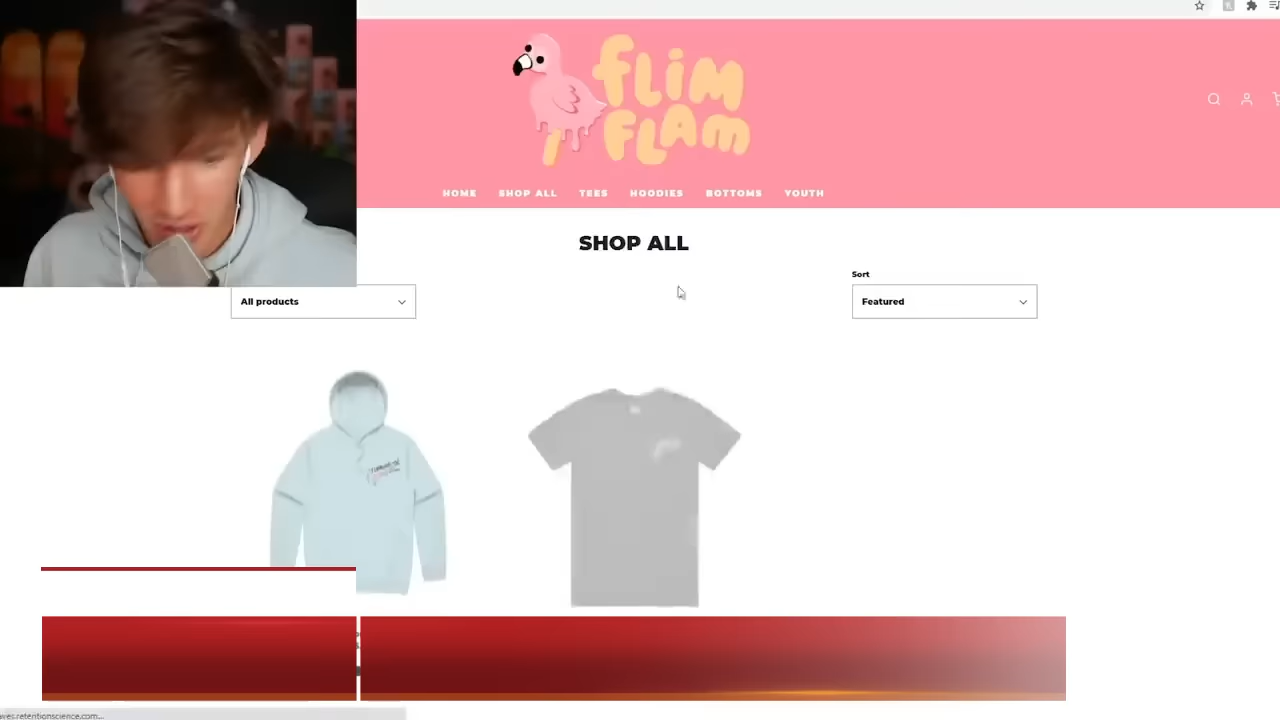 FLiM
FLAM
HOME SHOP ALL TEES HOODIES BOTTOMS YOUTH
SHOP ALL
Sort
All products
Featured